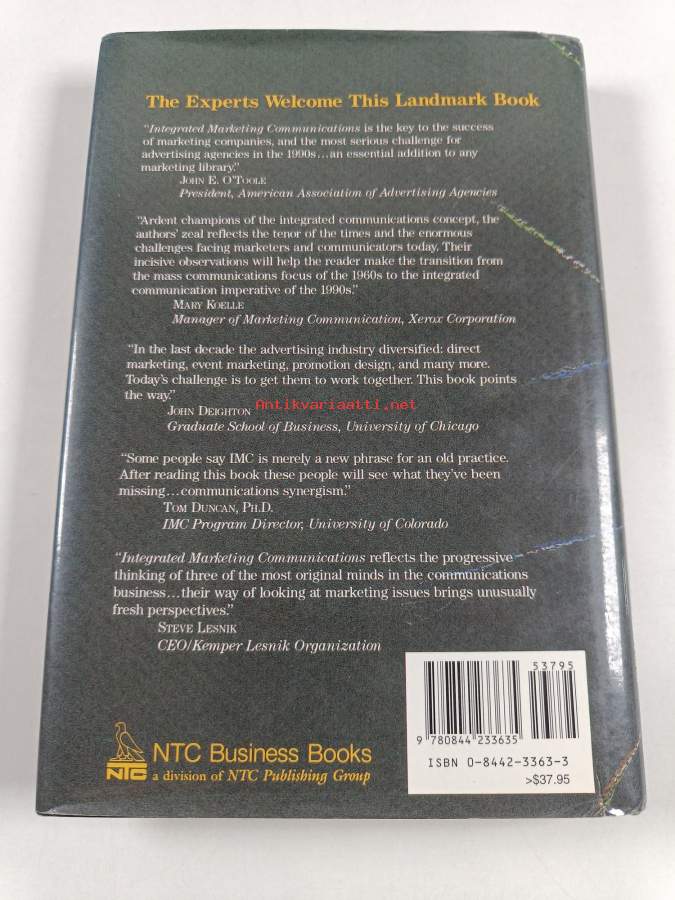 The Experts Welcome This Landmark Book
"Integrated Marketing Communications is the key to the success
of marketing companies, and the most serious challenge for
advertising agencies in the 1990s...an essential addition to any
marketing library."
JOHN E. O'TOOLE
President, American Association of Advertising Agencies
"Ardent champions of the integrated communications concept, the
authors' zeal reflects the tenor of the times and the enormous
challenges facing marketers and communicators today. Their
incisive observations will help the reader make the transition from
the mass communications focus of the 1960s to the integrated
communication imperative of the 1990s."
MARY KOELLE
Manager of Marketing Communication, Xerox Corporation
"In the last decade the advertising industry diversified: direct
marketing, event marketing, promotion design, and many more.
Today's challenge is to get them to work together. This book points
the way."
Antikvariaatti.net
JOHN DEIGHTON
Graduate School of Business, University of Chicago
"Some people say IMC is merely a new phrase for an old practice.
After reading this book these people will see what they've been
missing...communications synergism."
TOM DUNCAN, PH.D.
IMC Program Director, University of Colorado
"Integrated Marketing Communications reflects the progressive
thinking of three of the most original minds in the communications
business...their way of looking at marketing issues brings unusually
fresh perspectives."
STEVE LESNIK
CEO/Kemper Lesnik Organization
53795
9 780844 233635
ISBN 0-8442-3363-3
>$37.95
NTC
NTC Business Books
a division of NTC Publishing Group